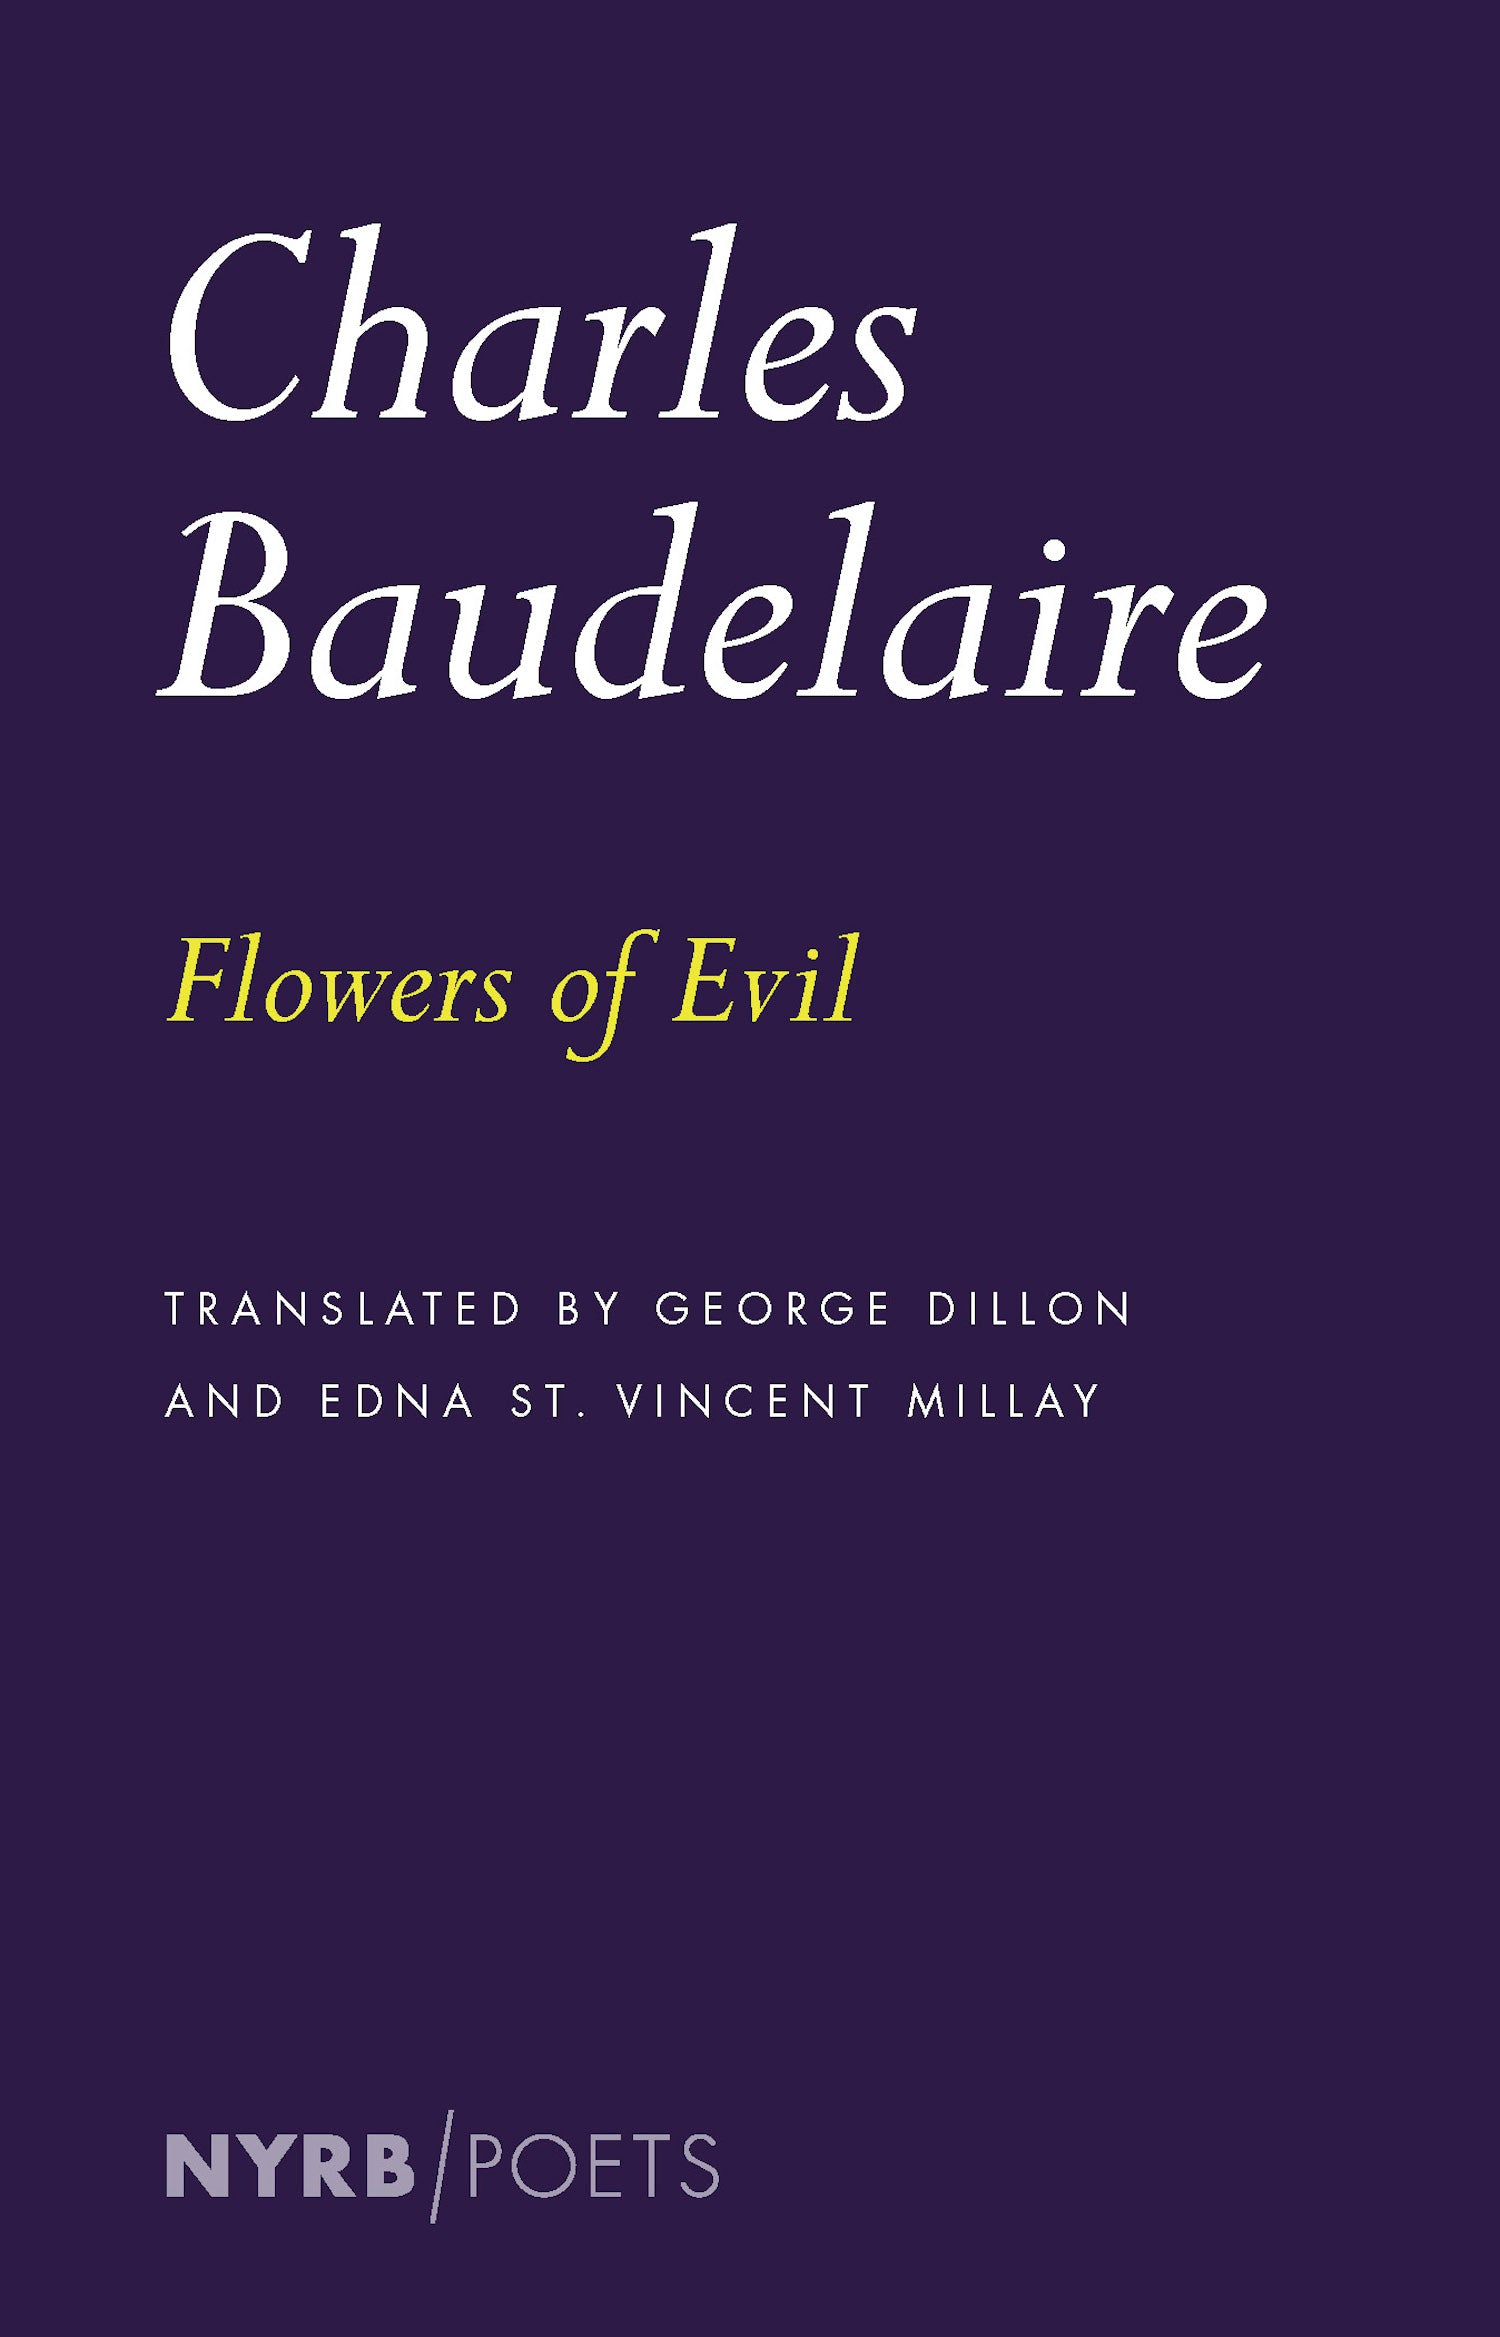 Charles
Baudelaire
Flowers of Evil
TRANSLATED BY GEORGE DILLON
AND EDNA ST. VINCENT MILLAY
NYRB/POETS